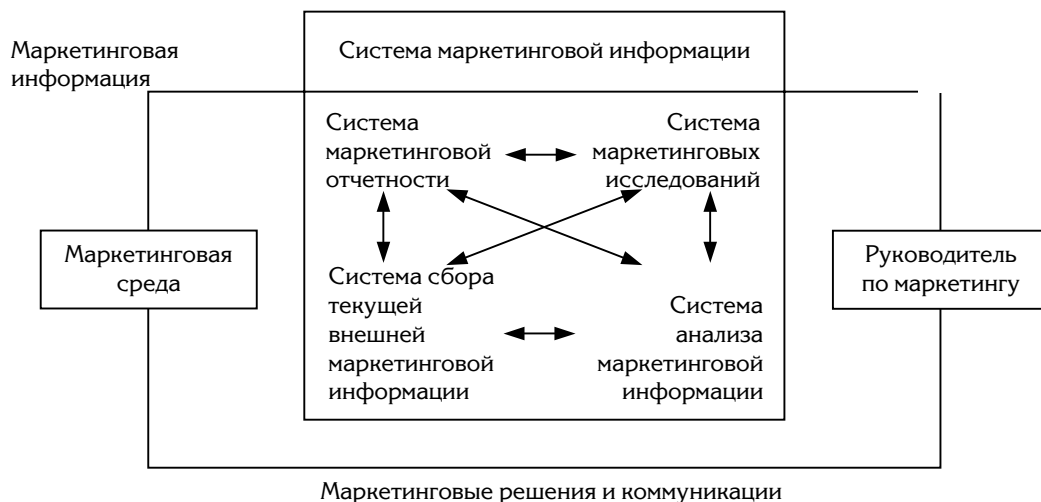 Маркетинговая
информация
Система маркетинговой информации
Система
маркетинговой
отчетности
Система
маркетинговых
исследований
Маркетинговая
среда
Руководитель
по маркетингу
Система сбора
текущей
внешней
маркетинговой
информации
Система
анализа
маркетинговой
информации
Маркетинговые решения и коммуникации